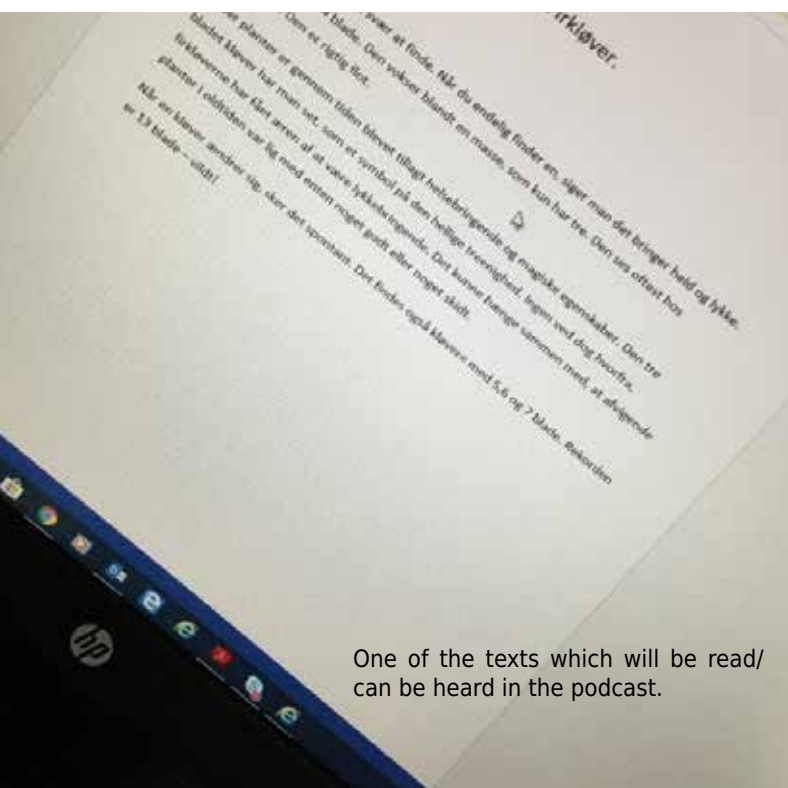 irkløver.
svær at finde. Når du endelig finder en, siger man det bringer held og lykke.
blade. Den vokser blandt en masse, som kun har tre. Den ses oftest hos
Den er rigtig flot.
planter er gennem tiden blevet tillagt helsebringende og magiske egenskaber. Den tre
bladet kløver har man set, som et symbol på den hellige treenighed. Ingen ved dog hvorfra,
firkløverne har fået æren af at være lykkebringende. Det kunne hænge sammen med, at afvigende
planter i oldtiden var lig med enten noget godt eller noget skidt.
Når en kløver ændrer sig, sker det spontant. Der findes også kløvere med 5,6 og 7 blade. Rekorden
er 13 blade – vildt!
hp
One of the texts which will be read/
can be heard in the podcast.